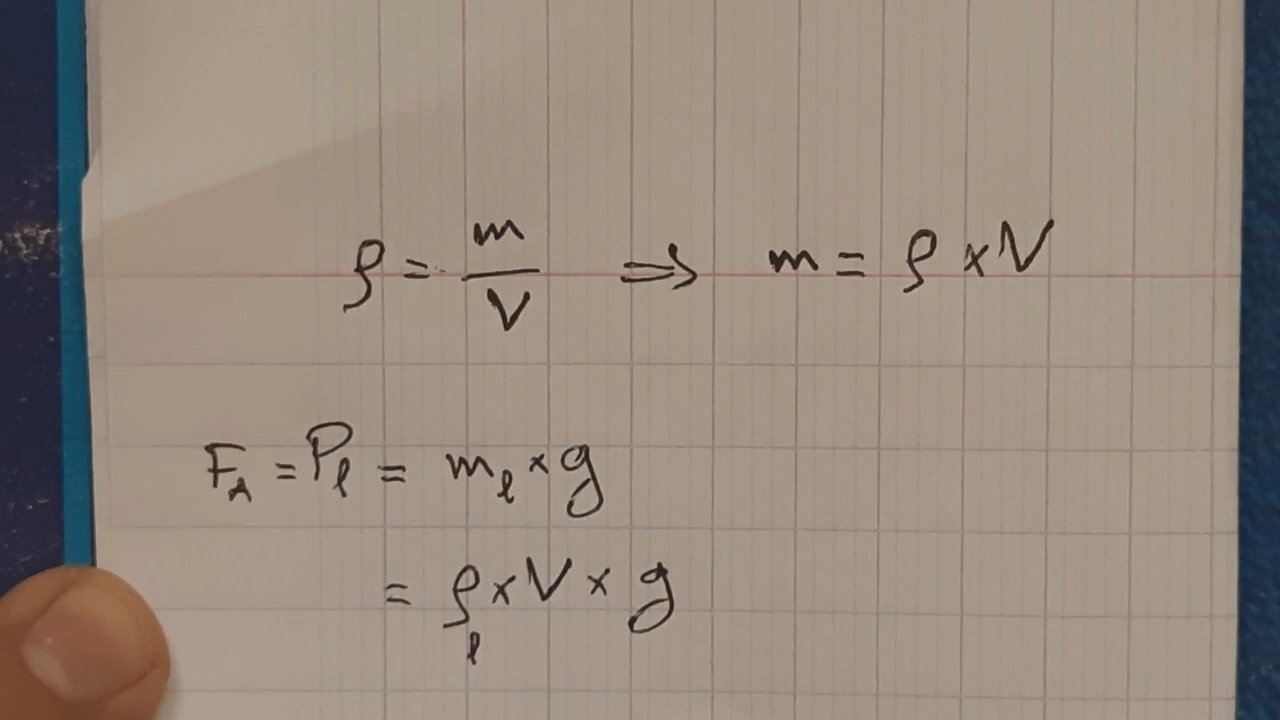 ρ = m/V ⇒ m = ρ × V
F_A = P_l = m_l × g
= ρ_l × V × g